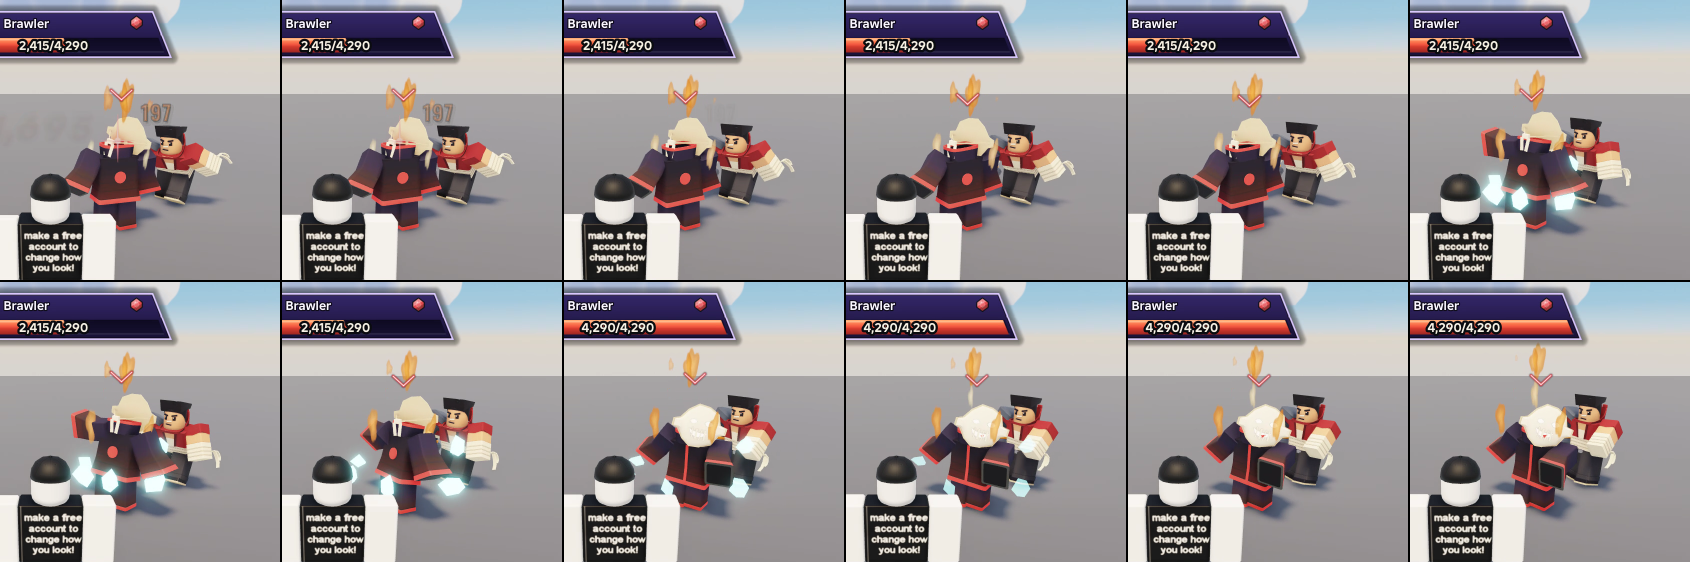 Brawler
2,415/4,290
197
make a free
account to
change how
you look!
Brawler
2,415/4,290
197
make a free
account to
change how
you look!
Brawler
2,415/4,290
make a free
account to
change how
you look!
Brawler
2,415/4,290
make a free
account to
change how
you look!
Brawler
2,415/4,290
make a free
account to
change how
you look!
Brawler
2,415/4,290
make a free
account to
change how
you look!
Brawler
2,415/4,290
make a free
account to
change how
you look!
Brawler
2,415/4,290
make a free
account to
change how
you look!
Brawler
4,290/4,290
make a free
account to
change how
you look!
Brawler
4,290/4,290
make a free
account to
change how
you look!
Brawler
4,290/4,290
make a free
account to
change how
you look!
Brawler
4,290/4,290
make a free
account to
change how
you look!